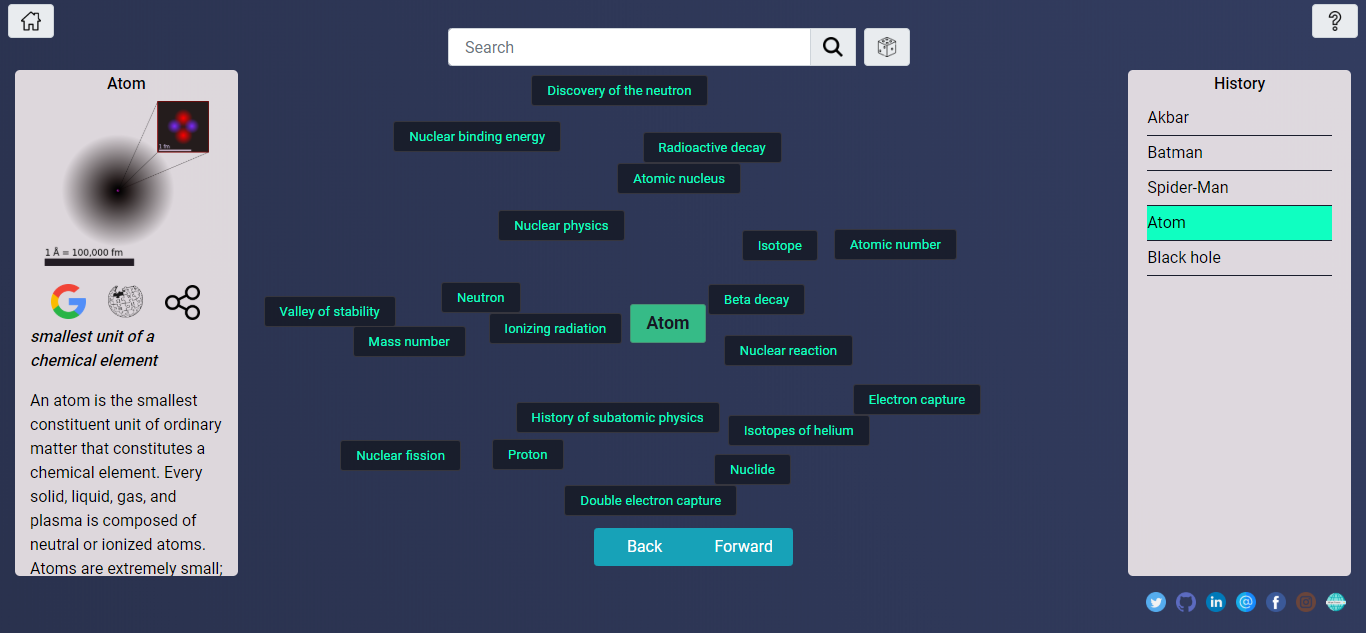 Search
Atom
1 fm
1 Å = 100,000 fm
smallest unit of a
chemical element
An atom is the smallest
constituent unit of ordinary
matter that constitutes a
chemical element. Every
solid, liquid, gas, and
plasma is composed of
neutral or ionized atoms.
Atoms are extremely small;
Discovery of the neutron
Nuclear binding energy
Radioactive decay
Atomic nucleus
Nuclear physics
Isotope
Atomic number
Neutron
Beta decay
Valley of stability
Ionizing radiation
Atom
Mass number
Nuclear reaction
Electron capture
History of subatomic physics
Isotopes of helium
Nuclear fission
Proton
Nuclide
Double electron capture
Back
Forward
History
Akbar
Batman
Spider-Man
Atom
Black hole